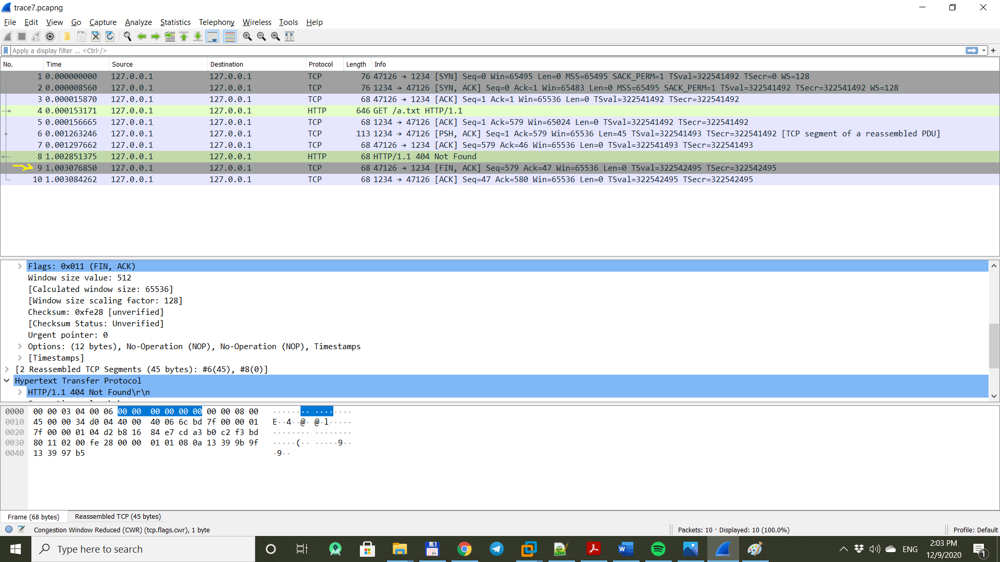 trace7.pcapng
File Edit View Go Capture Analyze Statistics Telephony Wireless Tools Help
Apply a display filter ... <Ctrl-/>
No. Time Source Destination Protocol Length Info
1 0.000000000 127.0.0.1 127.0.0.1 TCP 76 47126 → 1234 [SYN] Seq=0 Win=65495 Len=0 MSS=65495 SACK_PERM=1 TSval=322541492 TSecr=0 WS=128
2 0.000008560 127.0.0.1 127.0.0.1 TCP 76 1234 → 47126 [SYN, ACK] Seq=0 Ack=1 Win=65483 Len=0 MSS=65495 SACK_PERM=1 TSval=322541492 TSecr=322541492 WS=128
3 0.000015870 127.0.0.1 127.0.0.1 TCP 68 47126 → 1234 [ACK] Seq=1 Ack=1 Win=65536 Len=0 TSval=322541492 TSecr=322541492
4 0.000153171 127.0.0.1 127.0.0.1 HTTP 646 GET /a.txt HTTP/1.1
5 0.000156665 127.0.0.1 127.0.0.1 TCP 68 1234 → 47126 [ACK] Seq=1 Ack=579 Win=65024 Len=0 TSval=322541492 TSecr=322541492
6 0.001263246 127.0.0.1 127.0.0.1 TCP 113 1234 → 47126 [PSH, ACK] Seq=1 Ack=579 Win=65536 Len=45 TSval=322541493 TSecr=322541492 [TCP segment of a reassembled PDU]
7 0.001297662 127.0.0.1 127.0.0.1 TCP 68 47126 → 1234 [ACK] Seq=579 Ack=46 Win=65536 Len=0 TSval=322541493 TSecr=322541493
8 1.002851375 127.0.0.1 127.0.0.1 HTTP 68 HTTP/1.1 404 Not Found
9 1.003076850 127.0.0.1 127.0.0.1 TCP 68 47126 → 1234 [FIN, ACK] Seq=579 Ack=47 Win=65536 Len=0 TSval=322542495 TSecr=322542495
10 1.003084262 127.0.0.1 127.0.0.1 TCP 68 1234 → 47126 [ACK] Seq=47 Ack=580 Win=65536 Len=0 TSval=322542495 TSecr=322542495
Flags: 0x011 (FIN, ACK)
Window size value: 512
[Calculated window size: 65536]
[Window size scaling factor: 128]
Checksum: 0xfe28 [unverified]
[Checksum Status: Unverified]
Urgent pointer: 0
Options: (12 bytes), No-Operation (NOP), No-Operation (NOP), Timestamps
[Timestamps]
[2 Reassembled TCP Segments (45 bytes): #6(45), #8(0)]
Hypertext Transfer Protocol
HTTP/1.1 404 Not Found\r\n
0000 00 00 03 04 00 06 00 00 00 00 00 00 00 00 08 00 ········ ········
0010 45 00 00 34 d0 04 40 00 40 06 6c bd 7f 00 00 01 E··4··@· @·l·····
0020 7f 00 00 01 04 d2 b8 16 84 e7 cd a3 b0 c2 f3 bd ········ ········
0030 80 11 02 00 fe 28 00 00 01 01 08 0a 13 39 9b 9f ·····(·· ·····9··
0040 13 39 97 b5 ·9··
Frame (68 bytes) Reassembled TCP (45 bytes)
Congestion Window Reduced (CWR) (tcp.flags.cwr), 1 byte Packets: 10 · Displayed: 10 (100.0%) Profile: Default
Type here to search
64
W
ENG
2:03 PM
12/9/2020
1